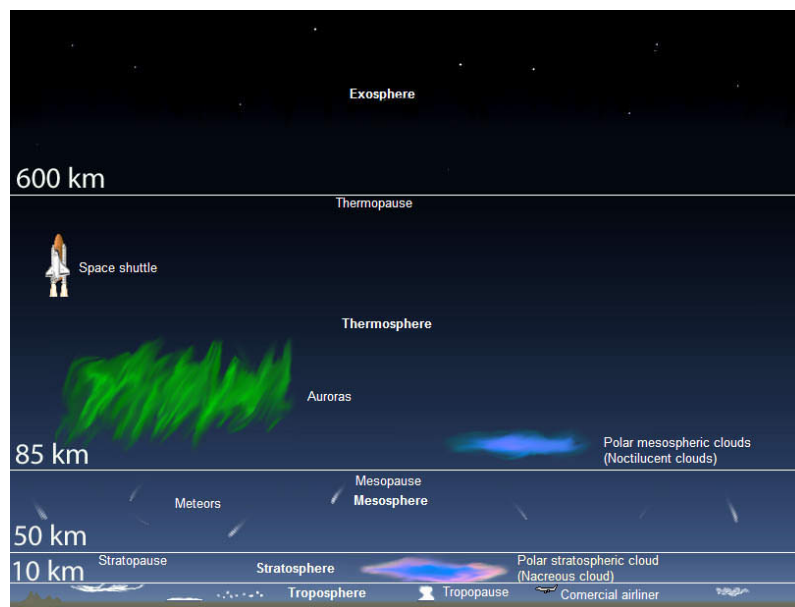 Exosphere
600 km
Thermopause
Space shuttle
Thermosphere
Auroras
85 km
Polar mesospheric clouds
(Noctilucent clouds)
Mesopause
Meteors
Mesosphere
50 km
Stratopause
Polar stratospheric cloud
10 km
Stratosphere
(Nacreous cloud)
Troposphere
Tropopause
Comercial airliner